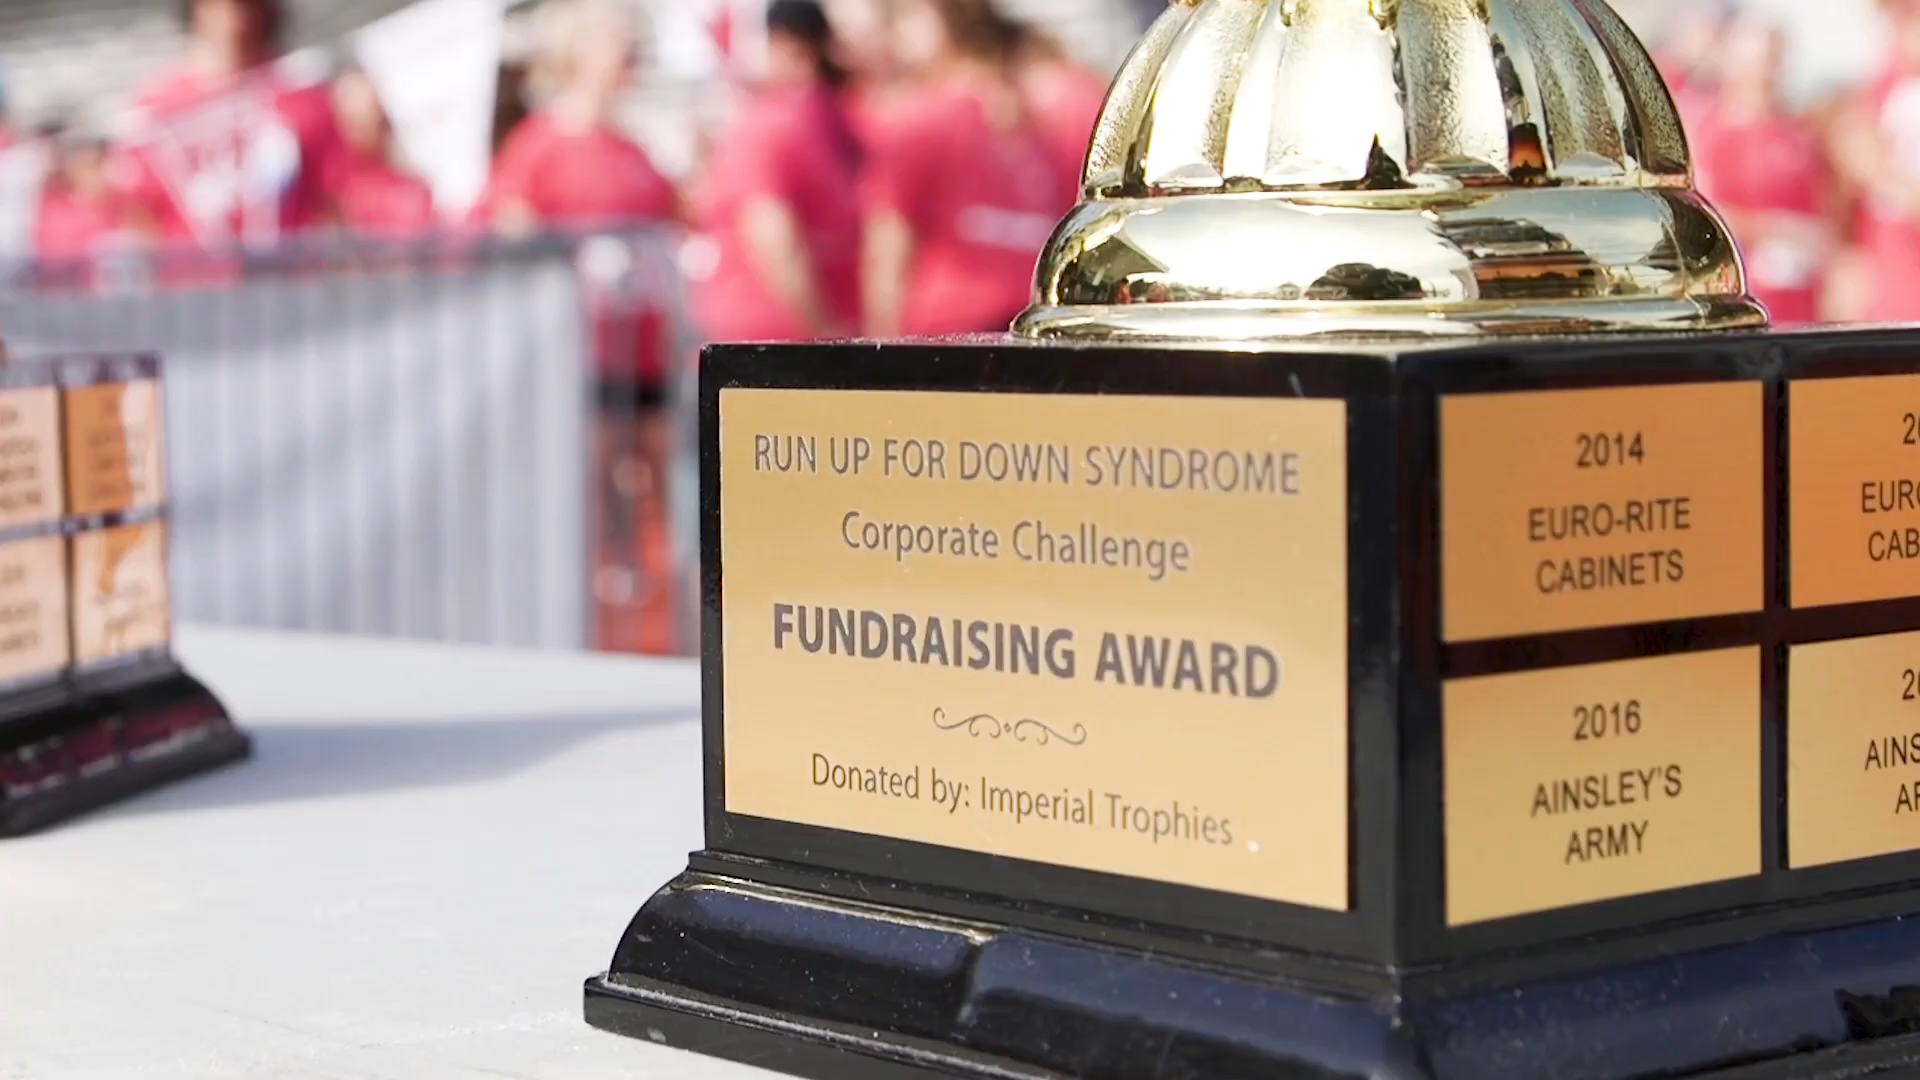 RUN UP FOR DOWN SYNDROME
Corporate Challenge
FUNDRAISING AWARD
Donated by: Imperial Trophies
2014
EURO-RITE
CABINETS
2016
AINSLEY'S
ARMY